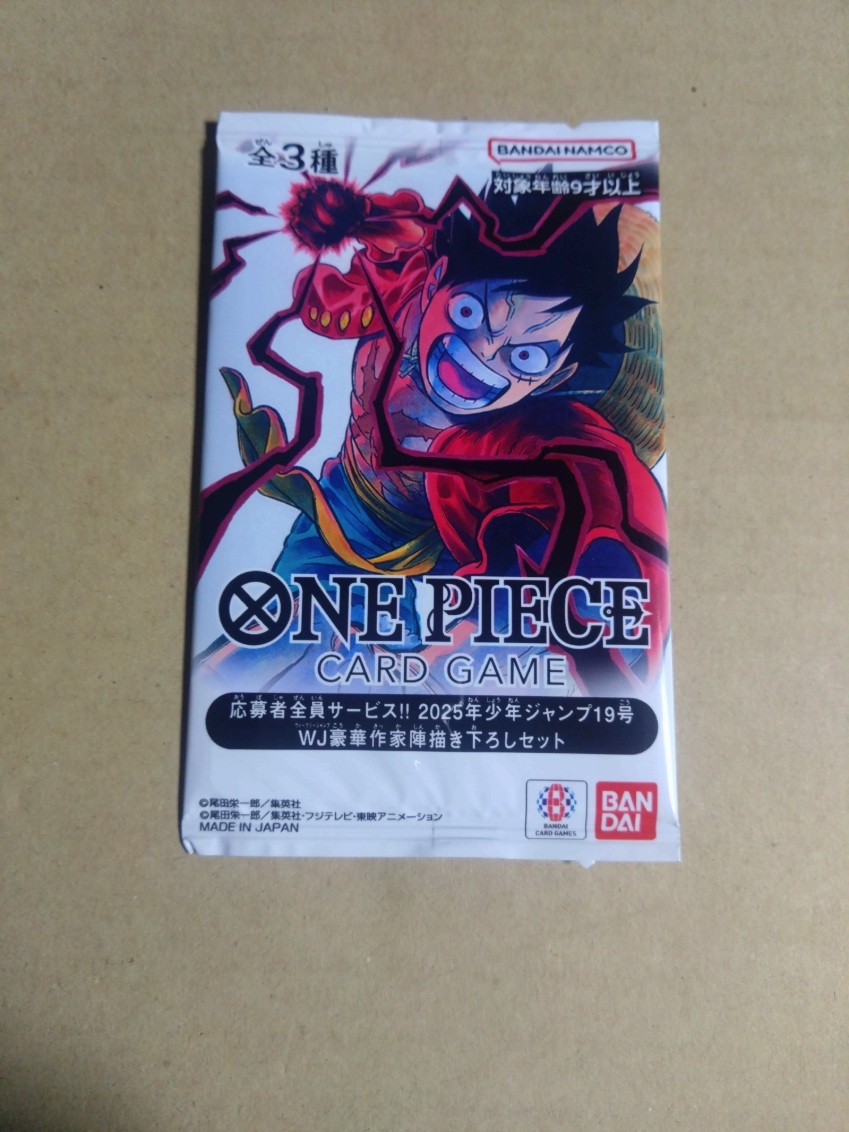 全3種
BANDAI NAMCO
対象年齢9才以上
ONE PIECE
CARD GAME
応募者全員サービス!! 2025年少年ジャンプ19号
WJ豪華作家陣描き下ろしセット
©尾田栄一郎／集英社
©尾田栄一郎／集英社・フジテレビ・東映アニメーション
MADE IN JAPAN
BANDAI
CARD GAMES
BAN
DAI